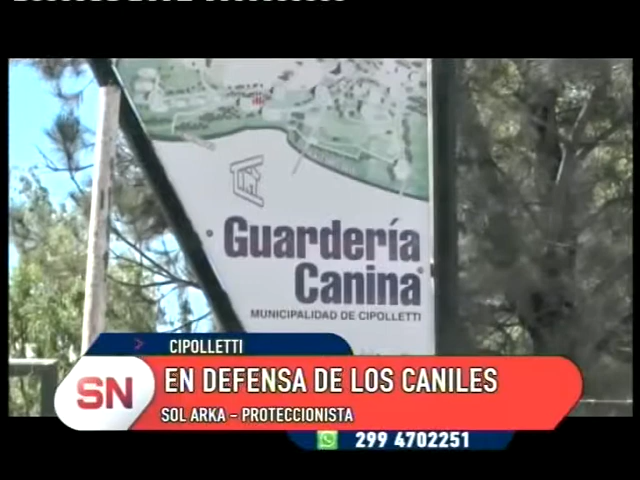 Guardería
Canina
MUNICIPALIDAD DE CIPOLLETTI
CIPOLLETTI
SN
EN DEFENSA DE LOS CANILES
SOL ARKA - PROTECCIONISTA
299 4702251